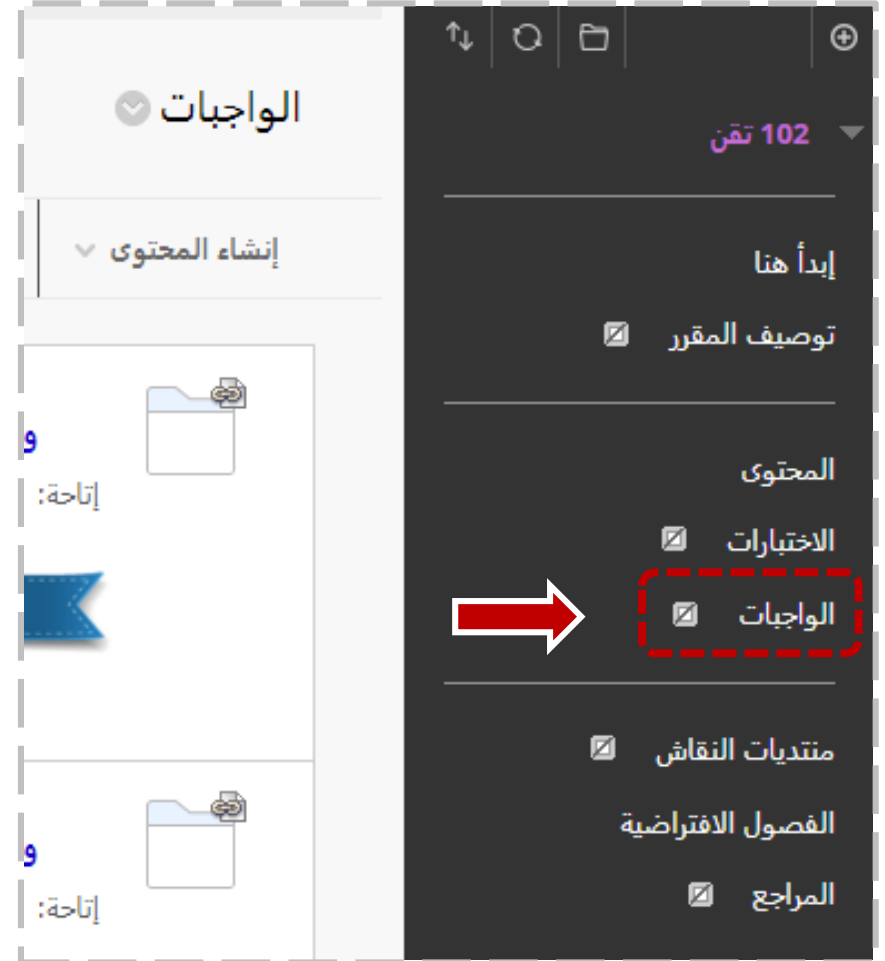 102 تقن
إبدأ هنا
توصيف المقرر
المحتوى
الاختبارات
الواجبات
منتديات النقاش
الفصول الافتراضية
المراجع
الواجبات
إنشاء المحتوى
إتاحة:
إتاحة: